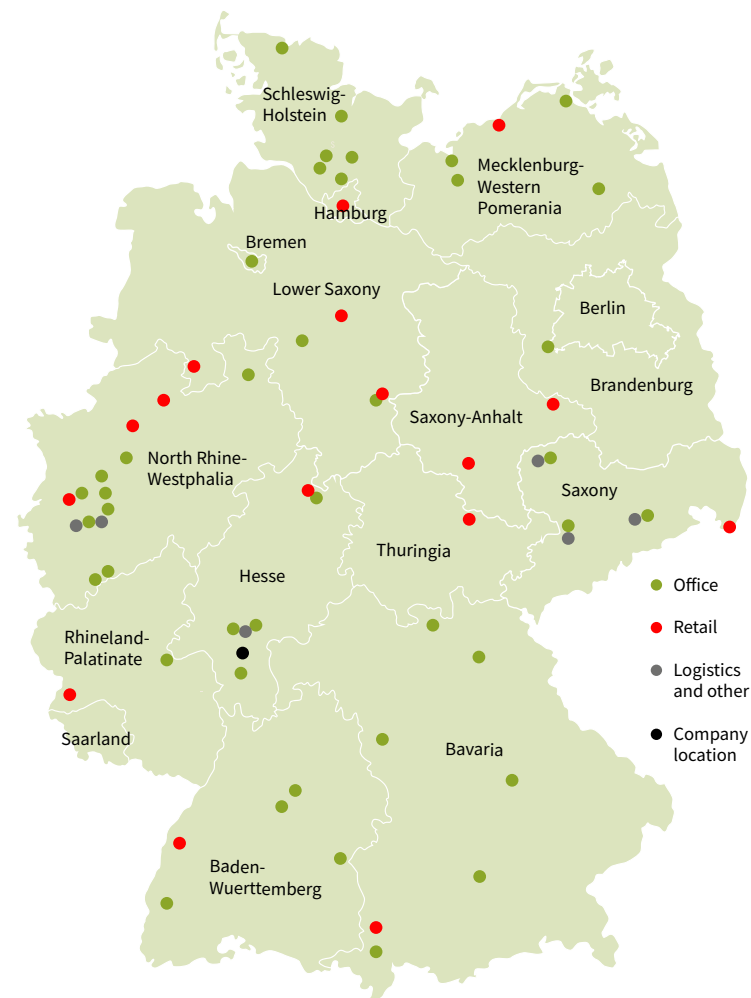 Schleswig-
Holstein
Mecklenburg-
Western
Pomerania
Hamburg
Bremen
Lower Saxony
Berlin
Brandenburg
Saxony-Anhalt
North Rhine-
Westphalia
Saxony
Thuringia
Hesse
Office
Retail
Rhineland-
Palatinate
Logistics
and other
Saarland
Bavaria
Company
location
Baden-
Wuerttemberg